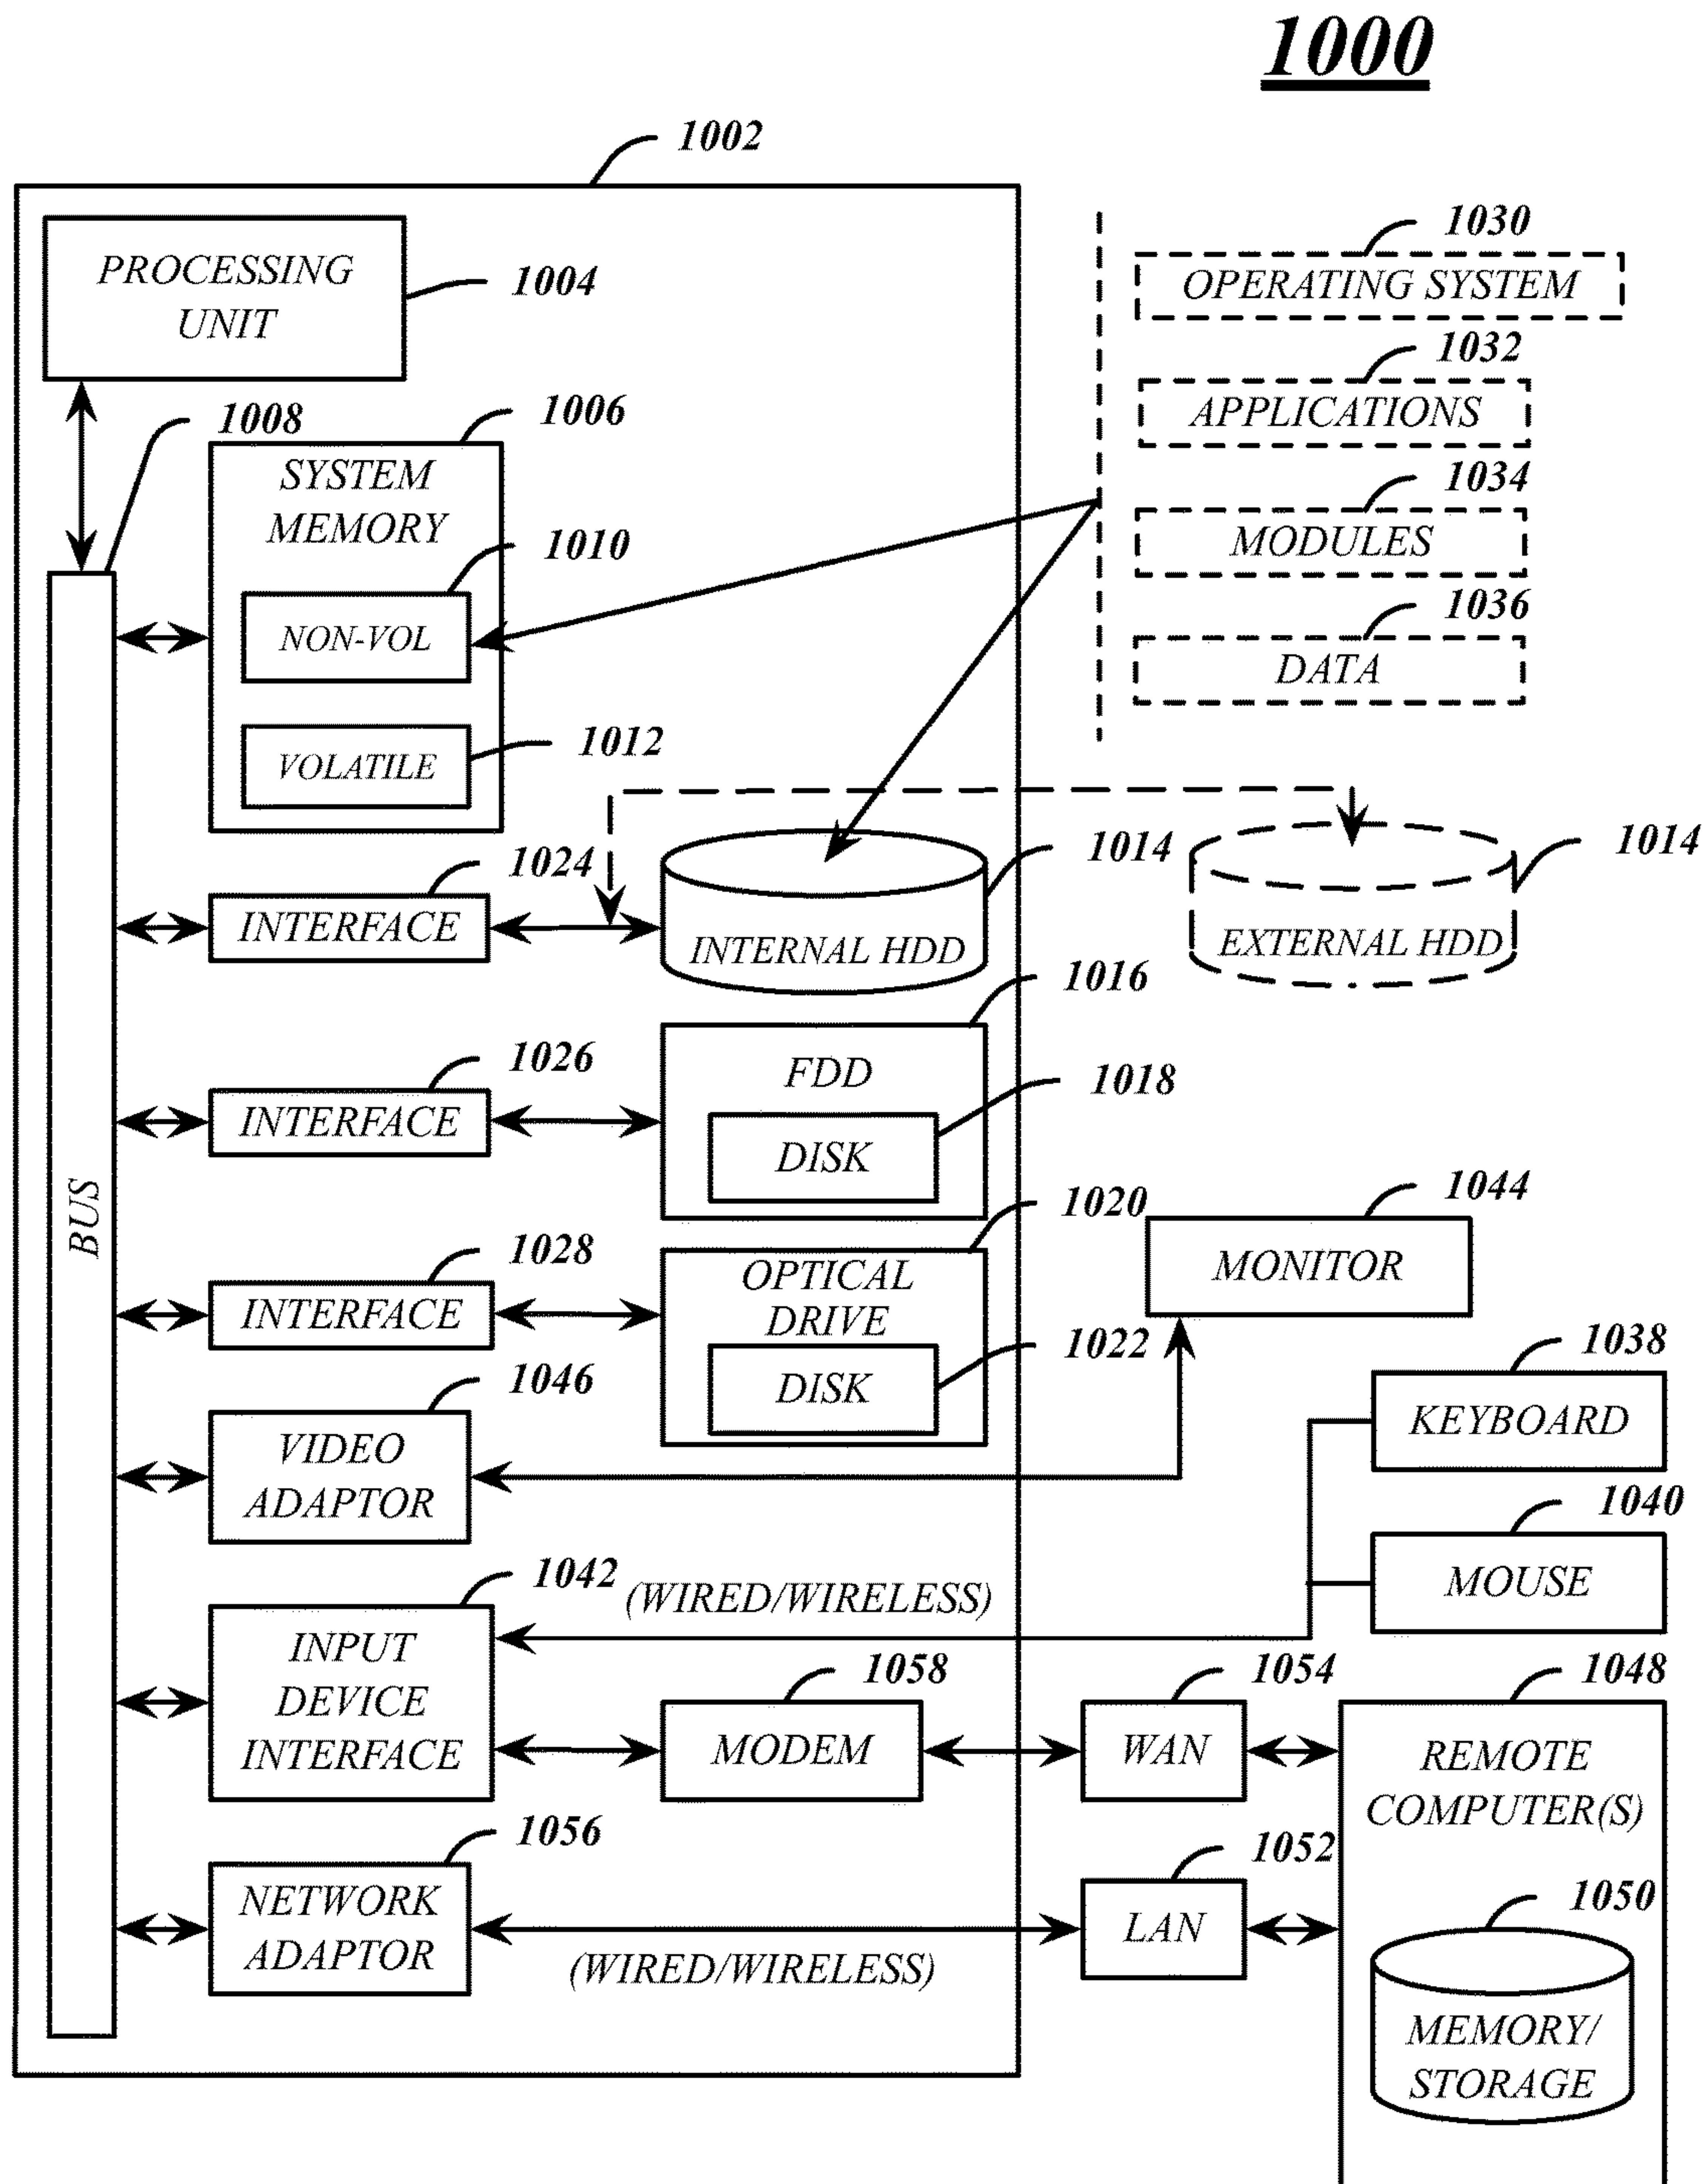 1000
1002
PROCESSING
UNIT
1004
1030
OPERATING SYSTEM
1032
APPLICATIONS
1034
MODULES
1036
DATA
1008
1006
SYSTEM
MEMORY
1010
NON-VOL
1012
VOLATILE
BUS
1024
INTERFACE
1014
INTERNAL HDD
1014
EXTERNAL HDD
1026
INTERFACE
1016
FDD
1018
DISK
1028
INTERFACE
1020
OPTICAL
DRIVE
1022
DISK
1044
MONITOR
1046
VIDEO
ADAPTOR
1038
KEYBOARD
1040
MOUSE
1042
INPUT
DEVICE
INTERFACE
(WIRED/WIRELESS)
1058
MODEM
1054
WAN
1048
REMOTE
COMPUTER(S)
1056
NETWORK
ADAPTOR
(WIRED/WIRELESS)
1052
LAN
1050
MEMORY/
STORAGE